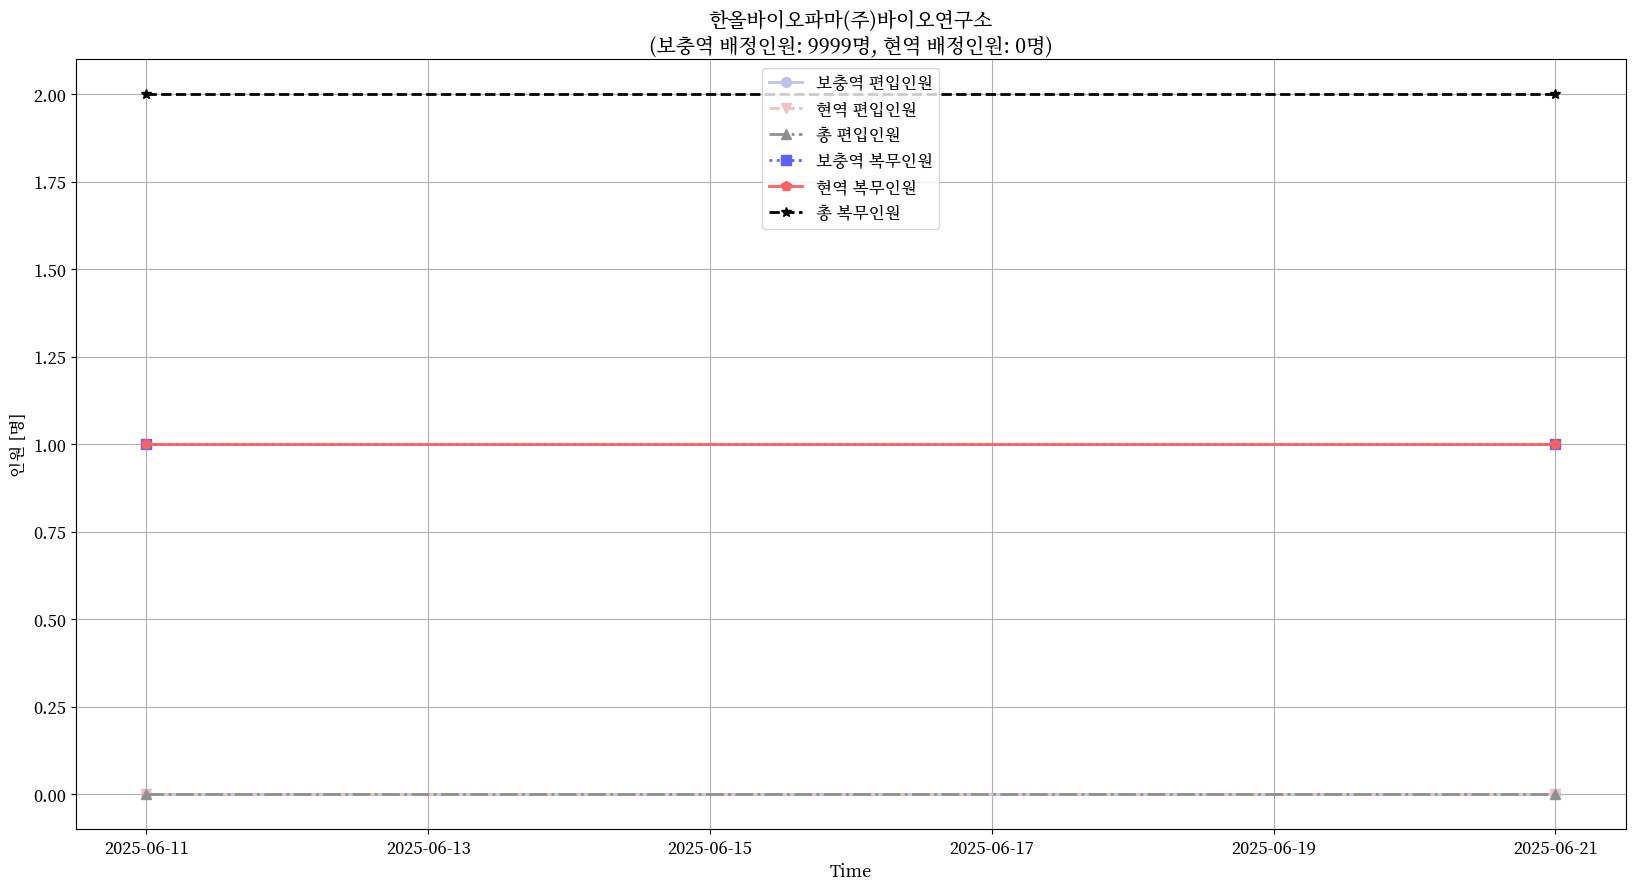 한올바이오파마(주)바이오연구소
(보충역 배정인원: 9999명, 현역 배정인원: 0명)
보충역 편입인원
현역 편입인원
총 편입인원
보충역 복무인원
현역 복무인원
총 복무인원
2.00
1.75
1.50
1.25
1.00
0.75
0.50
0.25
0.00
인원 [명]
2025-06-11 2025-06-13 2025-06-15 2025-06-17 2025-06-19 2025-06-21
Time